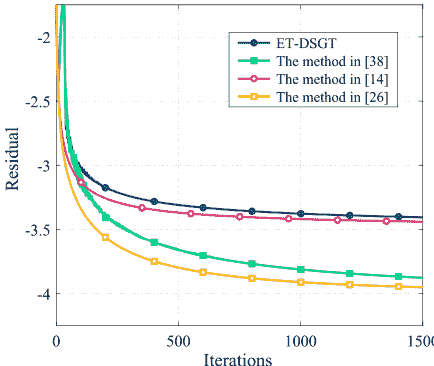 -2
-2.5
-3
-3.5
-4
Residual
0
500
1000
1500
Iterations
ET-DSGT
The method in [38]
The method in [14]
The method in [26]